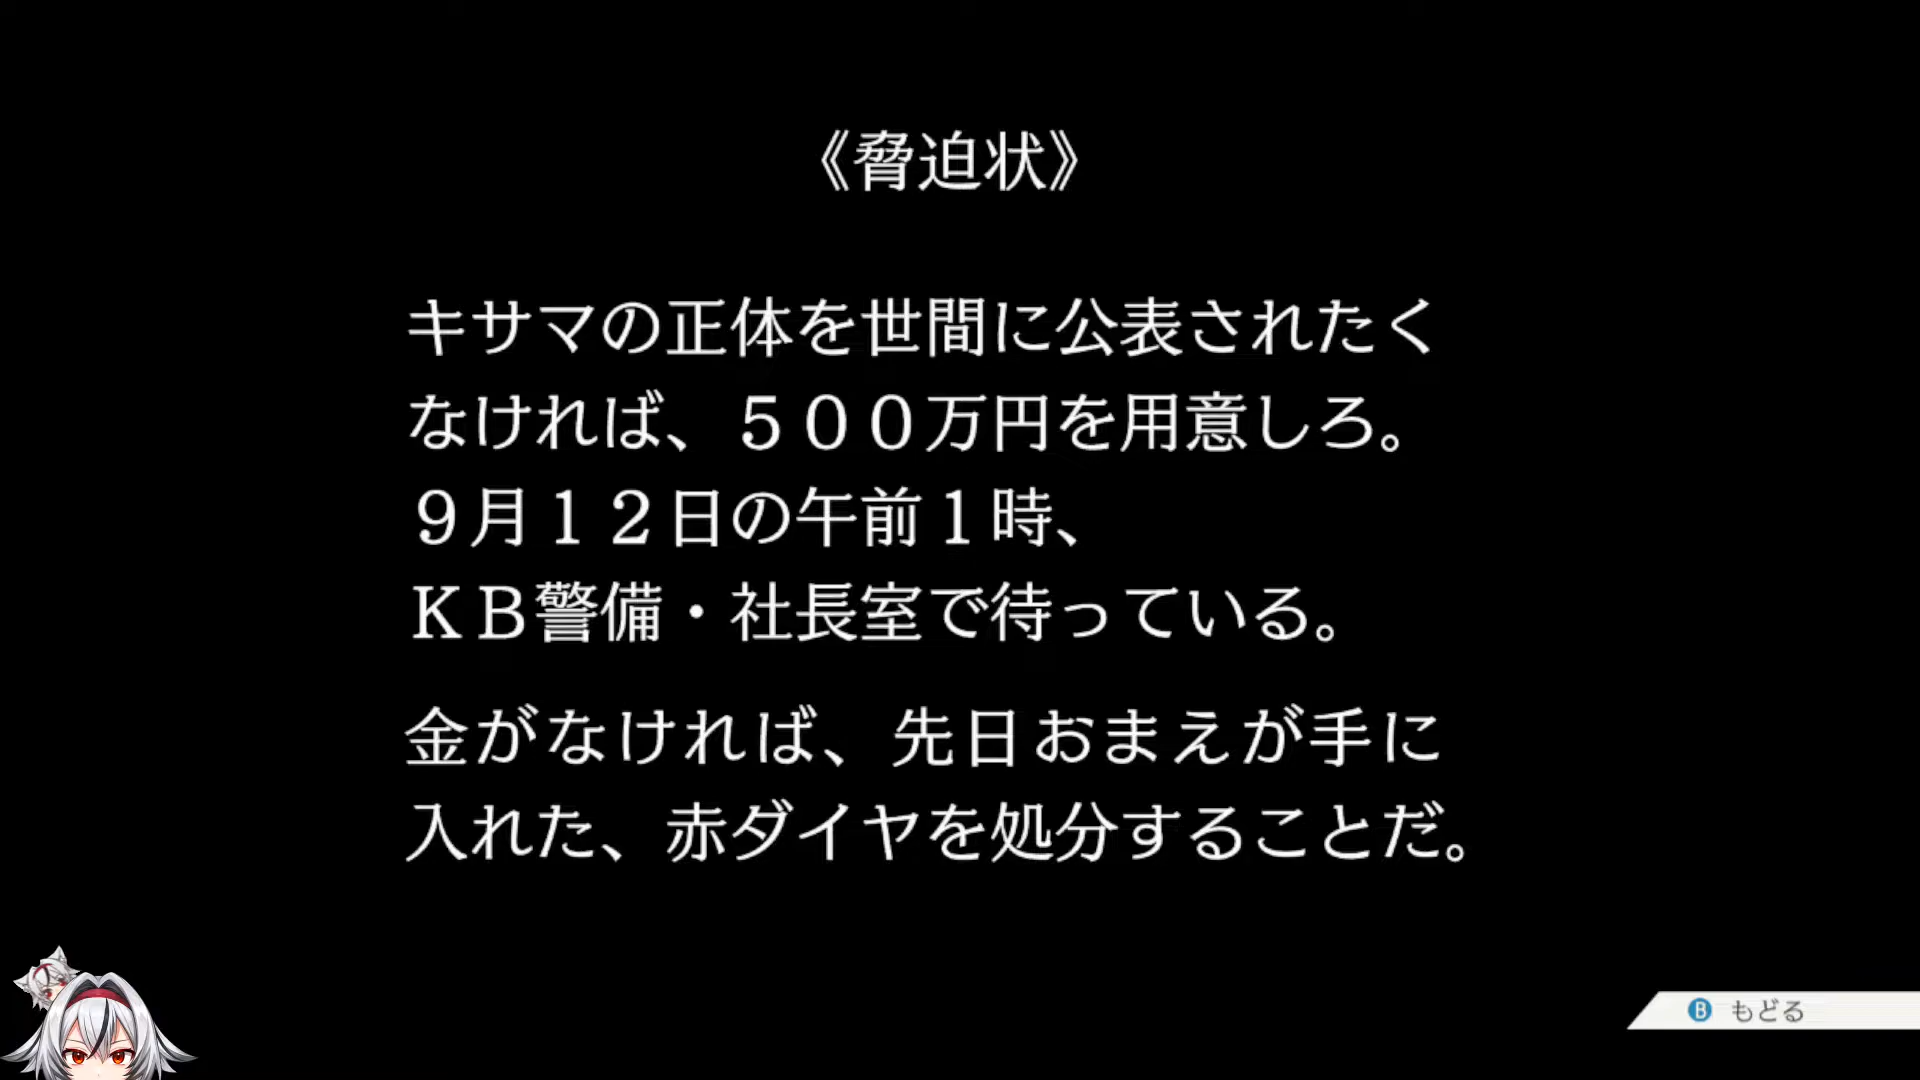 《脅迫状》
キサマの正体を世間に公表されたく
なければ、５００万円を用意しろ。
９月１２日の午前１時、
ＫＢ警備・社長室で待っている。
金がなければ、先日おまえが手に
入れた、赤ダイヤを処分することだ。
B もどる